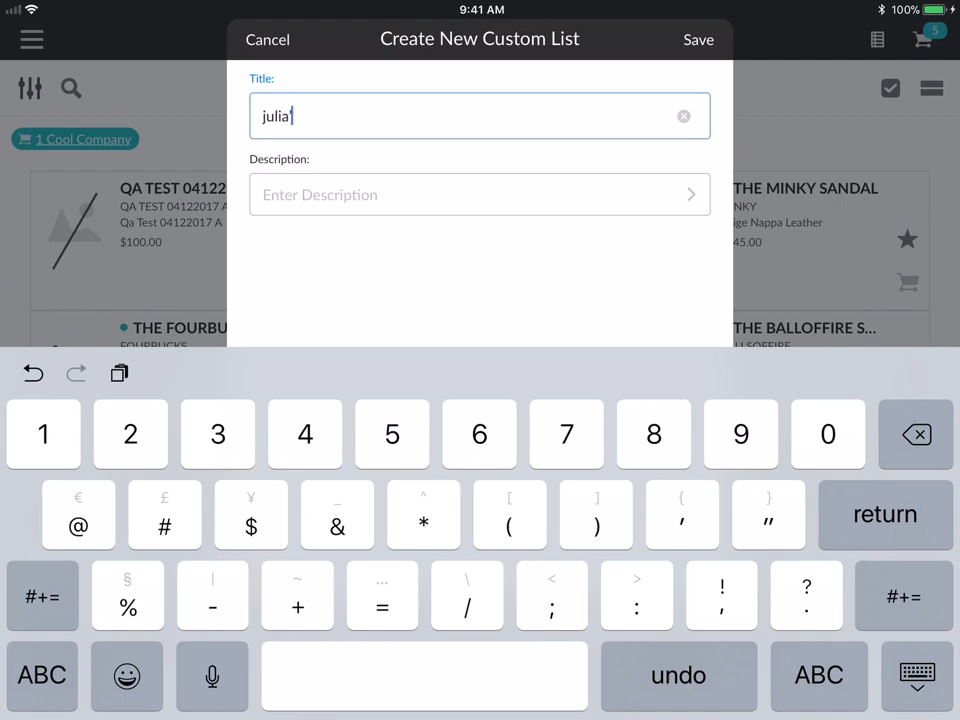 9:41 AM
100%
Cancel
Create New Custom List
Save
5
Title:
julia'
Description:
Enter Description
1 Cool Company
QA TEST 04122
QA TEST 04122017 A
Qa Test 04122017 A
$100.00
THE MINKY SANDAL
NKY
ige Nappa Leather
45.00
THE FOURBU
FOURBUCKS
THE BALLOFFIRE S...
1 2 3 4 5 6 7 8 9 0
€ £ ¥ _ ^ [ ] { }
@ # $ & * ( ) ' "
return
§ | ~ ... \ < > ! ?
#+= % - + = / ; : , . #+=
ABC undo ABC